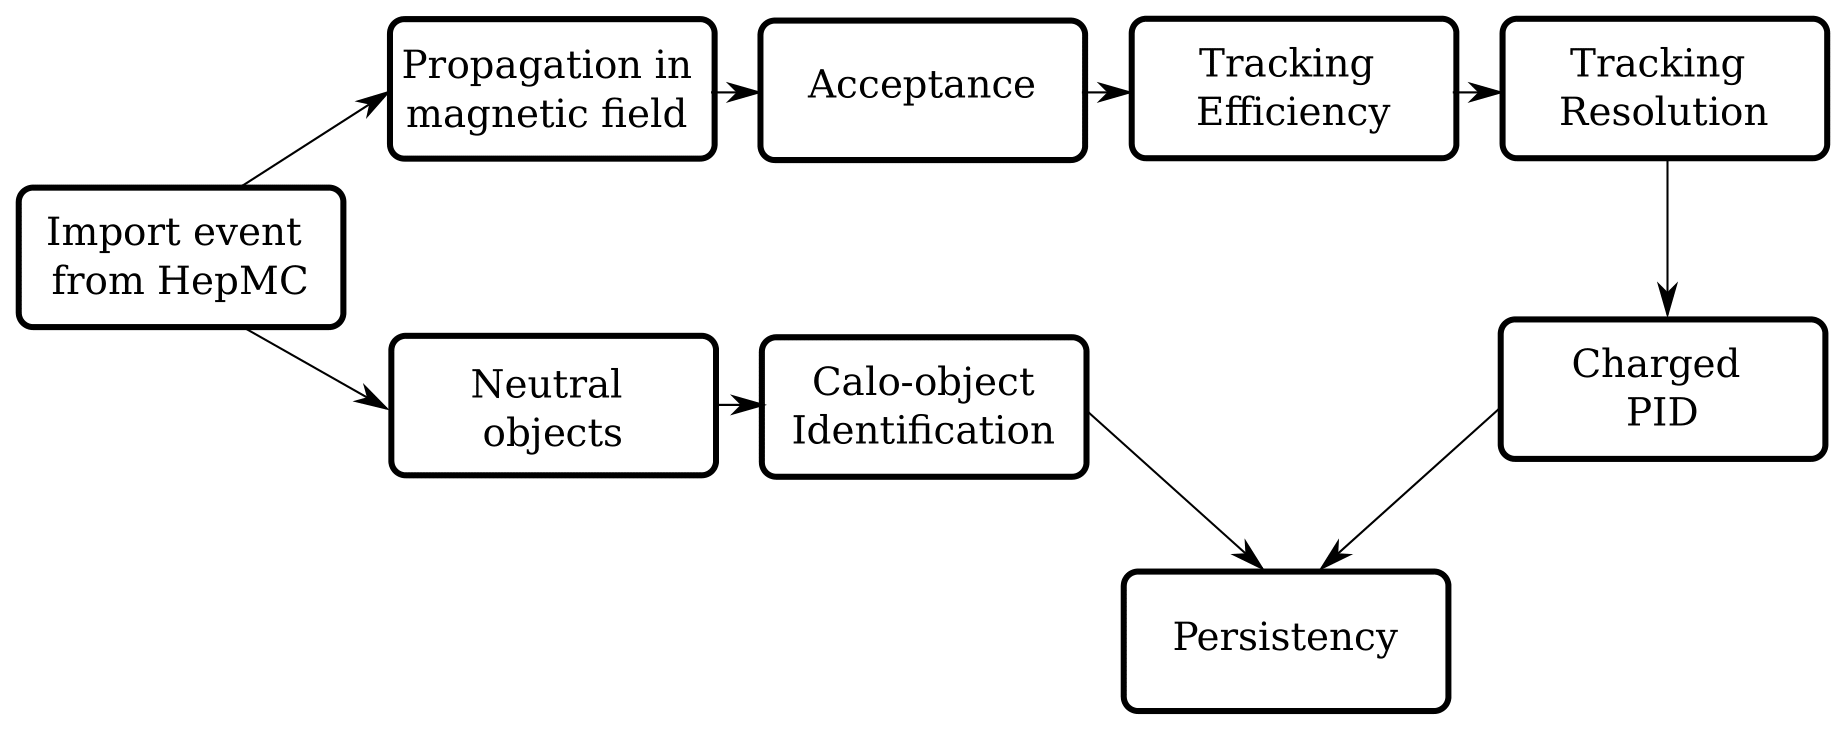 Propagation in
magnetic field
Acceptance
Tracking
Efficiency
Tracking
Resolution
Import event
from HepMC
Neutral
objects
Calo-object
Identification
Charged
PID
Persistency